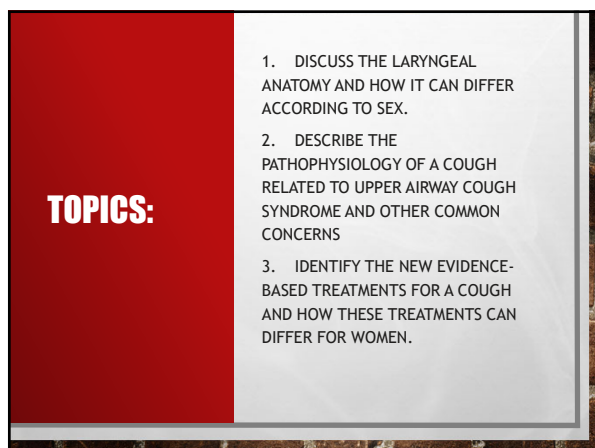 TOPICS:
1. DISCUSS THE LARYNGEAL
ANATOMY AND HOW IT CAN DIFFER
ACCORDING TO SEX.
2. DESCRIBE THE
PATHOPHYSIOLOGY OF A COUGH
RELATED TO UPPER AIRWAY COUGH
SYNDROME AND OTHER COMMON
CONCERNS
3. IDENTIFY THE NEW EVIDENCE-
BASED TREATMENTS FOR A COUGH
AND HOW THESE TREATMENTS CAN
DIFFER FOR WOMEN.